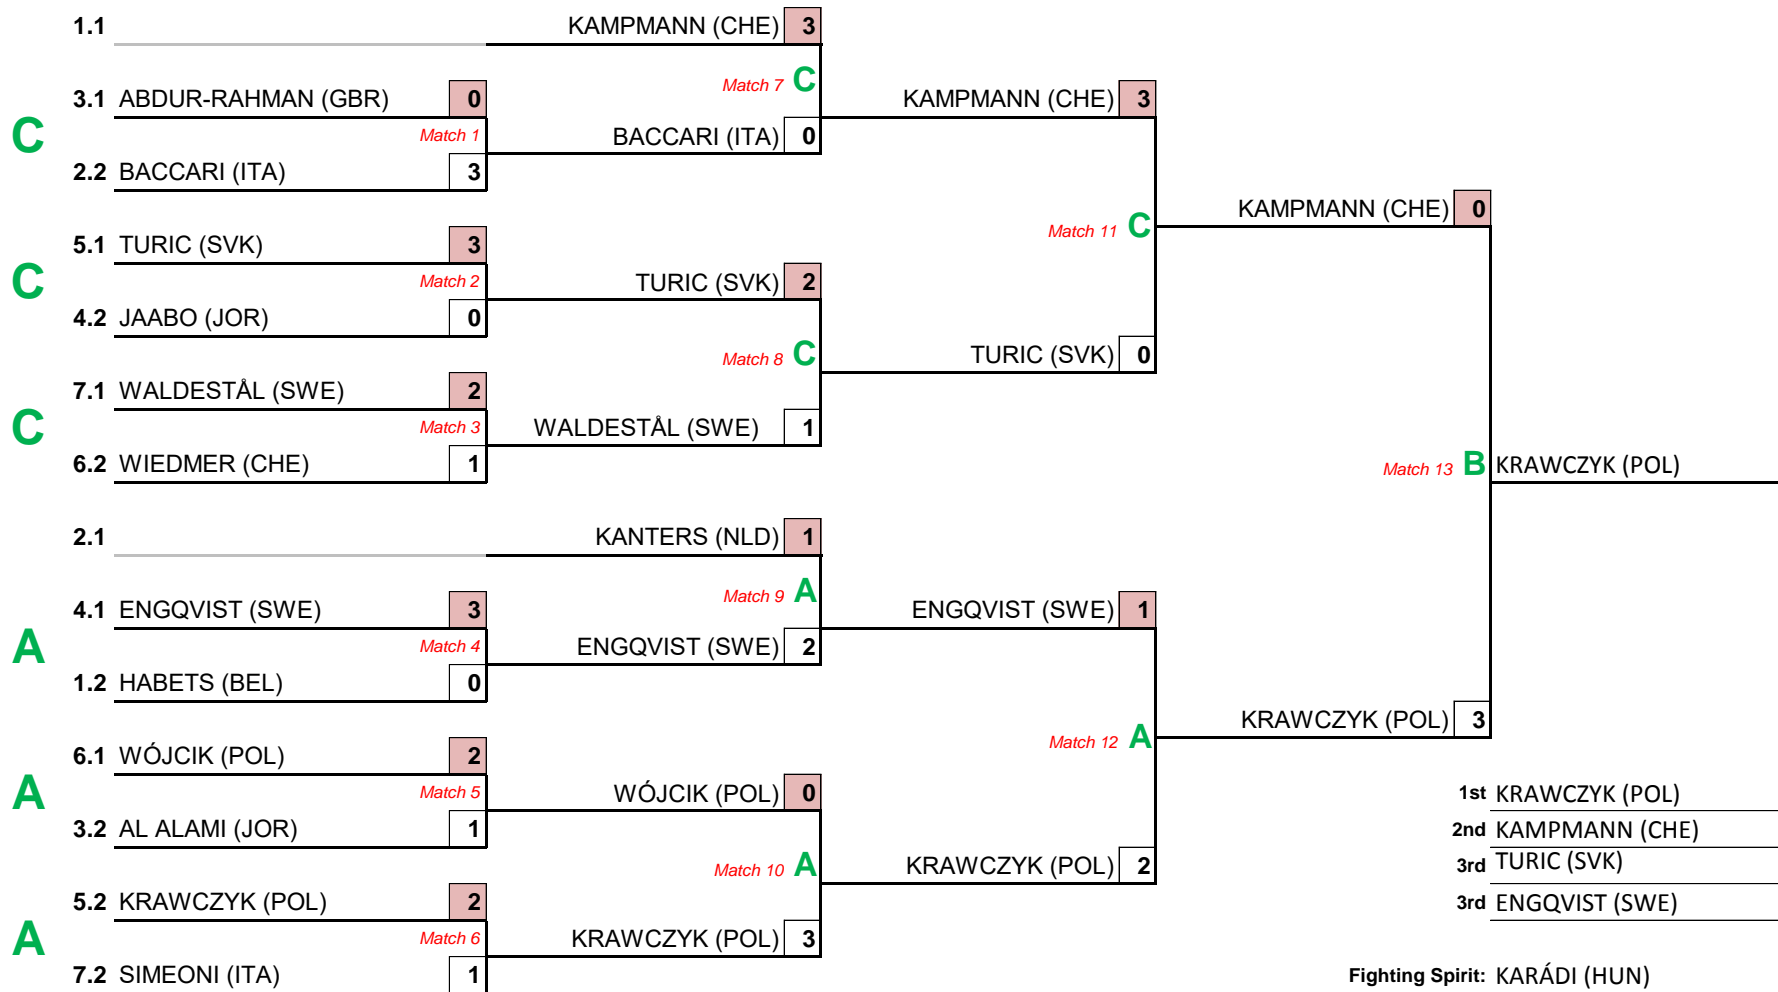 1.1 KAMPMANN (CHE) 3
Match 7 C
3.1 ABDUR-RAHMAN (GBR) 0 KAMPMANN (CHE) 3
C Match 1 BACCARI (ITA) 0
2.2 BACCARI (ITA) 3
KAMPMANN (CHE) 0
Match 11 C
5.1 TURIC (SVK) 3
C Match 2 TURIC (SVK) 2
4.2 JAABO (JOR) 0
Match 8 C TURIC (SVK) 0
7.1 WALDESTÅL (SWE) 2
C Match 3 WALDESTÅL (SWE) 1
6.2 WIEDMER (CHE) 1
Match 13 B KRAWCZYK (POL)
2.1 KANTERS (NLD) 1
Match 9 A
4.1 ENGQVIST (SWE) 3 ENGQVIST (SWE) 1
A Match 4 ENGQVIST (SWE) 2
1.2 HABETS (BEL) 0
KRAWCZYK (POL) 3
Match 12 A
6.1 WÓJCIK (POL) 2
A Match 5 WÓJCIK (POL) 0
3.2 AL ALAMI (JOR) 1
Match 10 A KRAWCZYK (POL) 2
5.2 KRAWCZYK (POL) 2
A Match 6 KRAWCZYK (POL) 3
7.2 SIMEONI (ITA) 1
1st KRAWCZYK (POL)
2nd KAMPMANN (CHE)
3rd TURIC (SVK)
3rd ENGQVIST (SWE)
Fighting Spirit: KARÁDI (HUN)